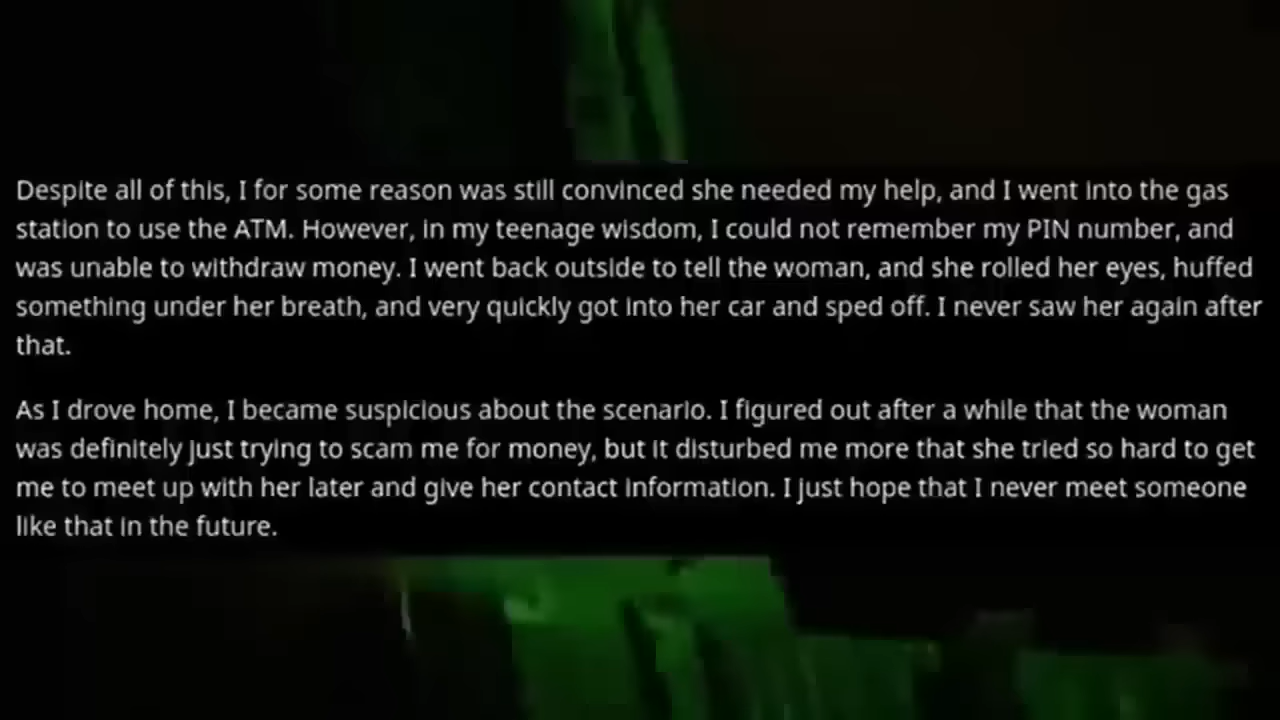 Despite all of this, I for some reason was still convinced she needed my help, and I went into the gas
station to use the ATM. However, in my teenage wisdom, I could not remember my PIN number, and
was unable to withdraw money. I went back outside to tell the woman, and she rolled her eyes, huffed
something under her breath, and very quickly got into her car and sped off. I never saw her again after
that.
As I drove home, I became suspicious about the scenario. I figured out after a while that the woman
was definitely just trying to scam me for money, but it disturbed me more that she tried so hard to get
me to meet up with her later and give her contact information. I just hope that I never meet someone
like that in the future.